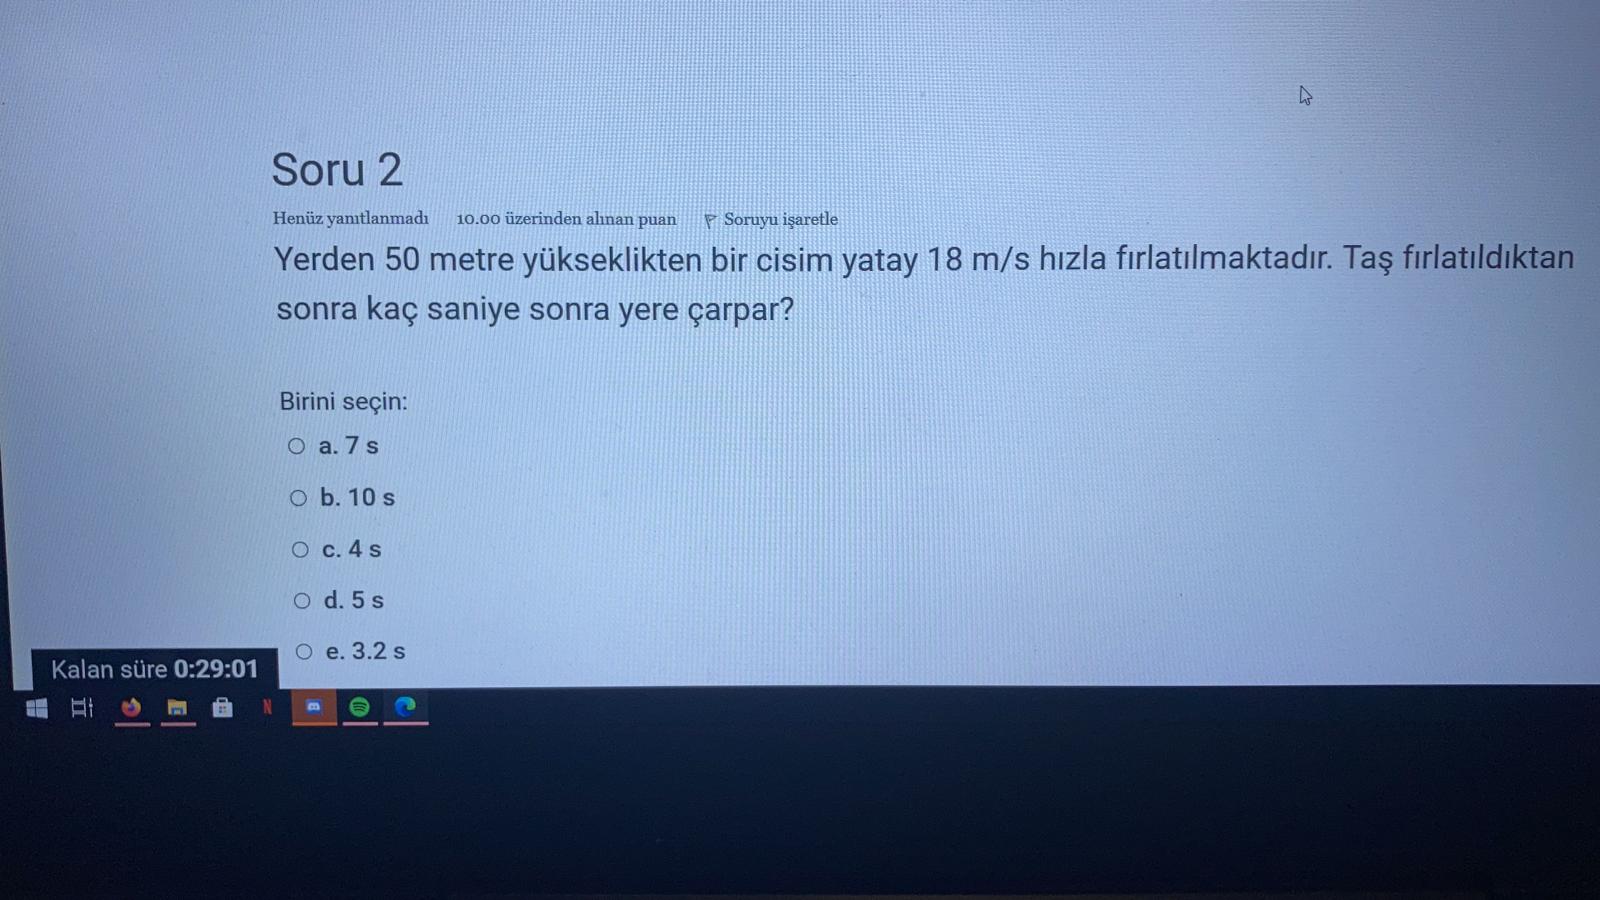 Soru 2
Henüz yanıtlanmadı 10.00 üzerinden alınan puan Soruyu işaretle
Yerden 50 metre yükseklikten bir cisim yatay 18 m/s hızla fırlatılmaktadır. Taş fırlatıldıktan
sonra kaç saniye sonra yere çarpar?
Birini seçin:
a. 7 s
b. 10 s
c. 4 s
d. 5 s
e. 3.2 s
Kalan süre 0:29:01
N